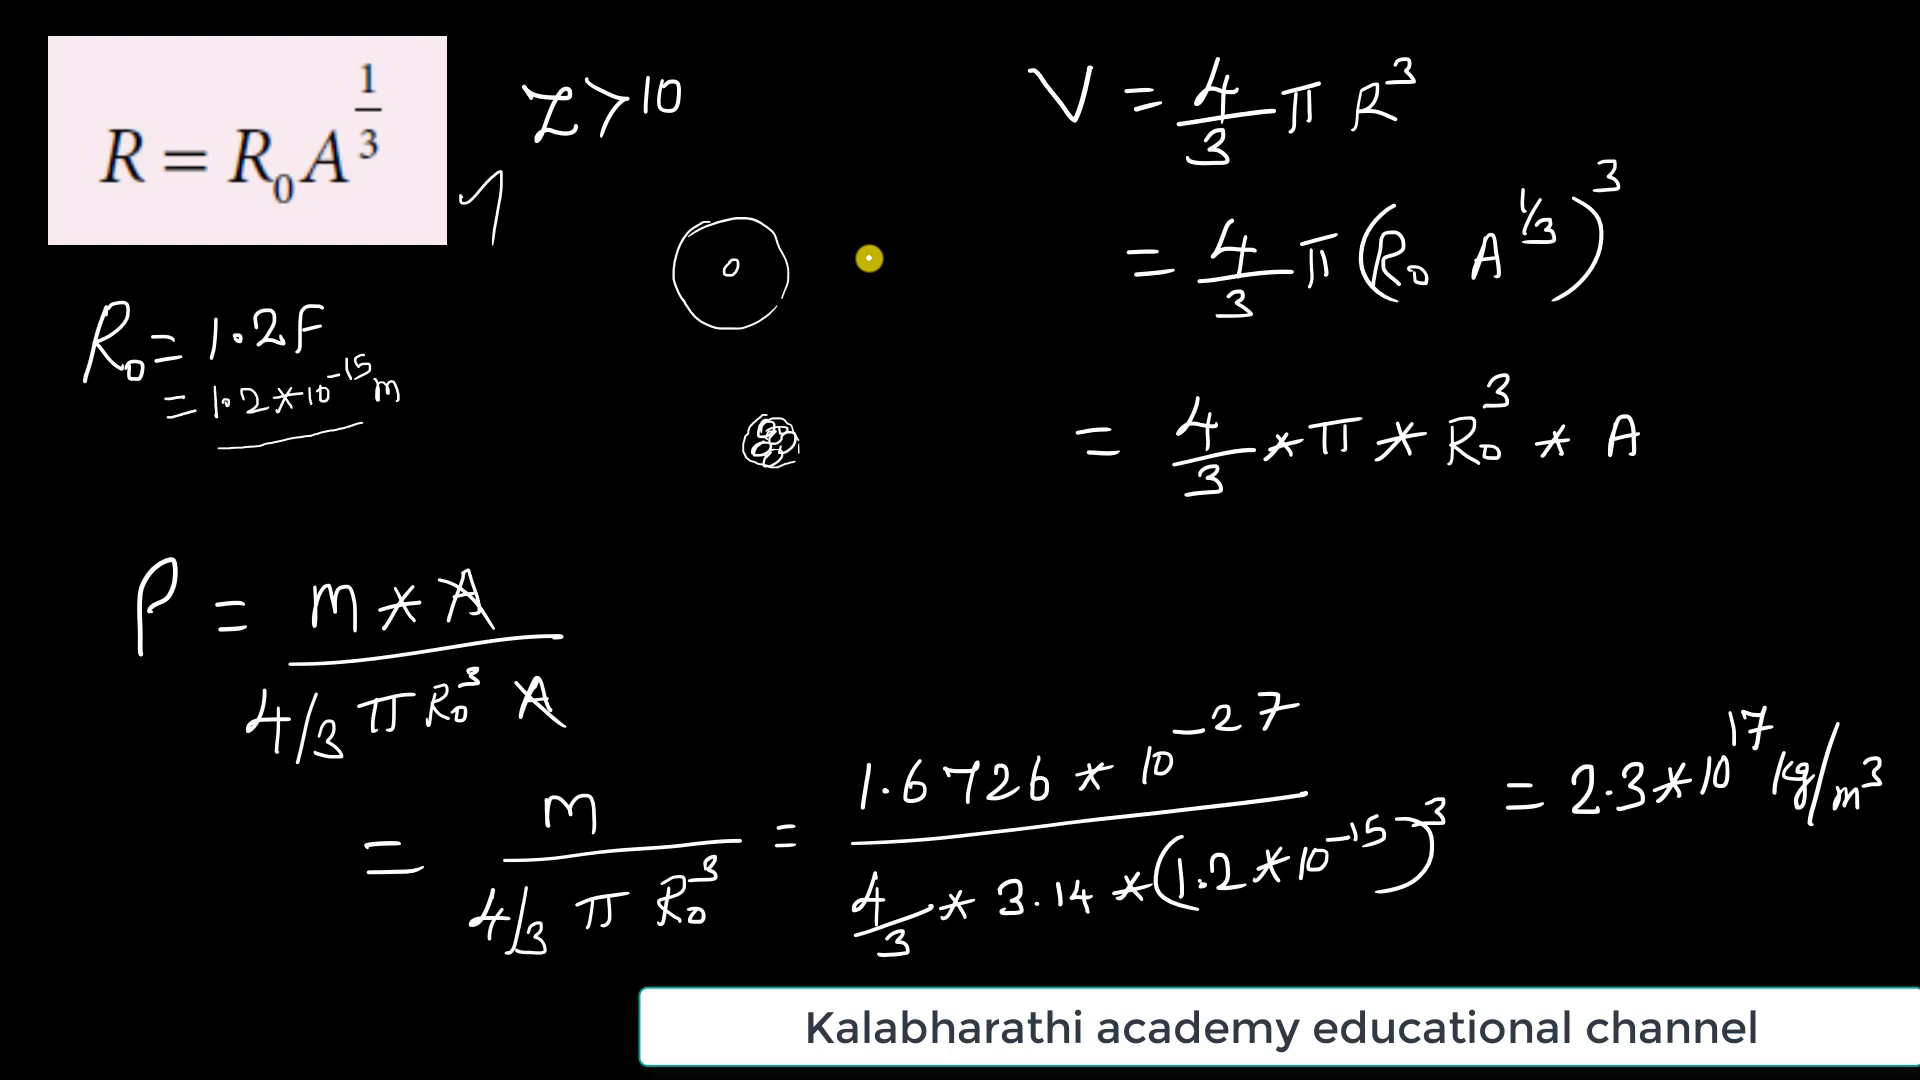 R = R₀A^(1/3)
Z>10
R₀ = 1.2F
= 1.2*10⁻¹⁵m
V = 4/3 π R³
= 4/3 π (R₀ A^(1/3))³
= 4/3 * π * R₀³ * A
ρ = m * A / 4/3 π R₀³ A
= m / 4/3 π R₀³ = 1.6726 * 10⁻²⁷ / 4/3 * 3.14 * (1.2 * 10⁻¹⁵)³ = 2.3*10¹⁷ kg/m³
Kalabharathi academy educational channel